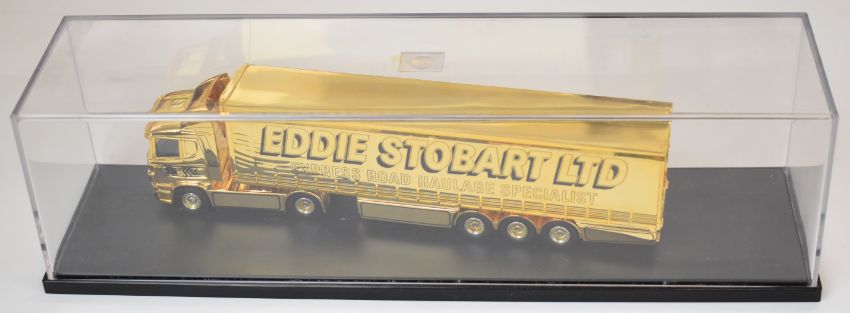 EDDIE STOBART LTD
EXPRESS ROAD HAULAGE SPECIALIST